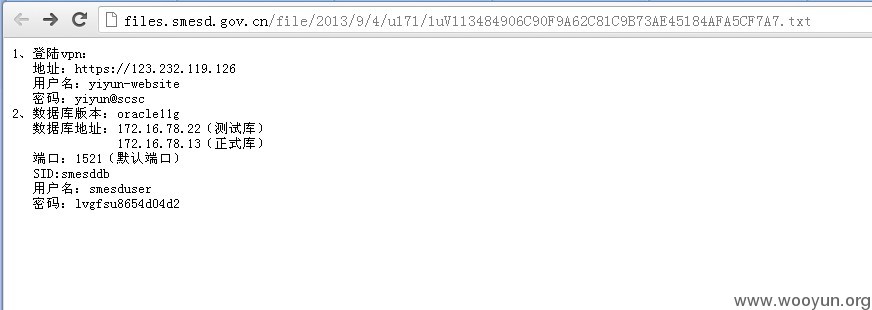 files.smesd.gov.cn/file/2013/9/4/u171/1uV113484906C90F9A62C81C9B73AE45184AFA5CF7A7.txt
1、登陆vpn:
地址: https://123.232.119.126
用户名: yiyun-website
密码: yiyun@scsc
2、数据库版本: oracle11g
数据库地址: 172.16.78.22（测试库）
172.16.78.13（正式库）
端口: 1521（默认端口）
SID:smesddb
用户名: smesduser
密码: lvgfsu8654d04d2
www.wooyun.org